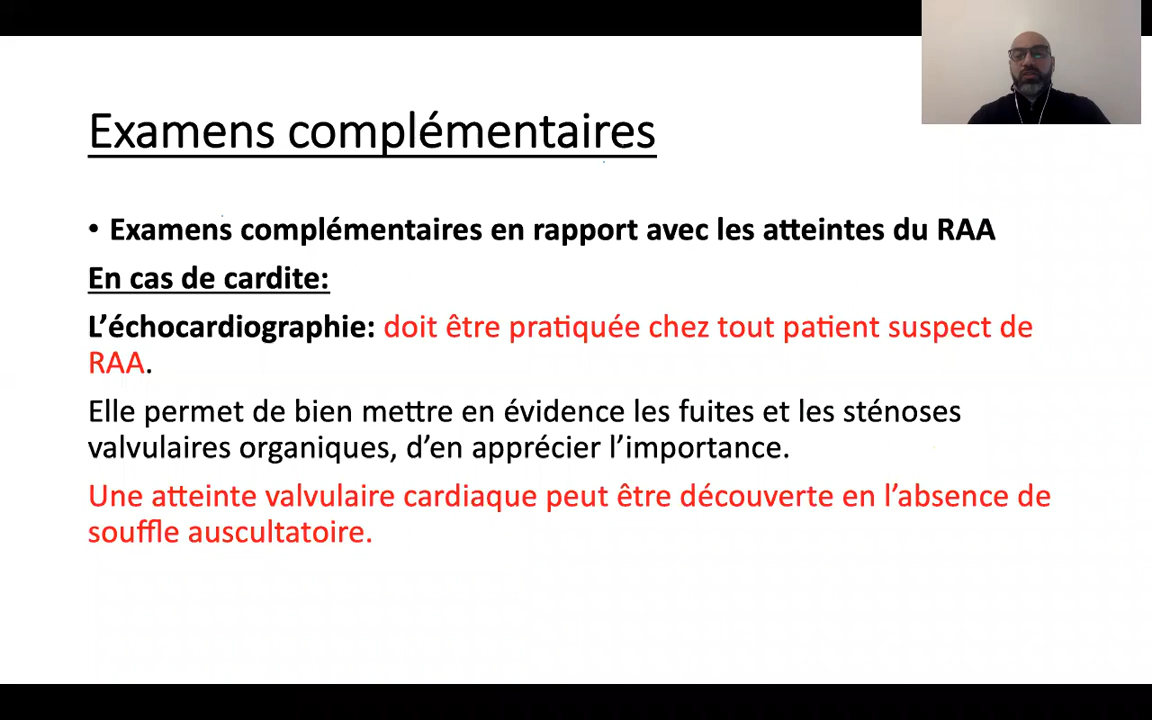 Examens complémentaires
• Examens complémentaires en rapport avec les atteintes du RAA
En cas de cardite:
L’échocardiographie: doit être pratiquée chez tout patient suspect de
RAA.
Elle permet de bien mettre en évidence les fuites et les sténoses
valvulaires organiques, d’en apprécier l’importance.
Une atteinte valvulaire cardiaque peut être découverte en l’absence de
souffle auscultatoire.